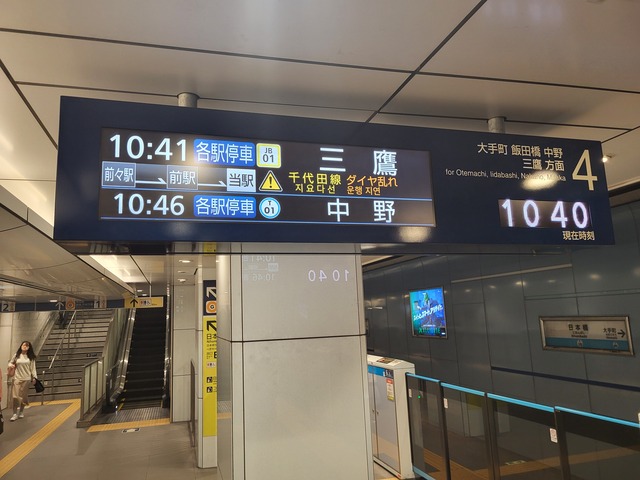 10:41 各駅停車 JB 01 三鷹
前々駅 前駅 当駅 千代田線 ダイヤ乱れ
지요다선 운행 지연
10:46 各駅停車 T 01 中野
大手町 飯田橋 中野
三鷹 方面
for Otemachi, Iidabashi, Nakano, Mitaka
4
10 40
現在時刻
日本橋